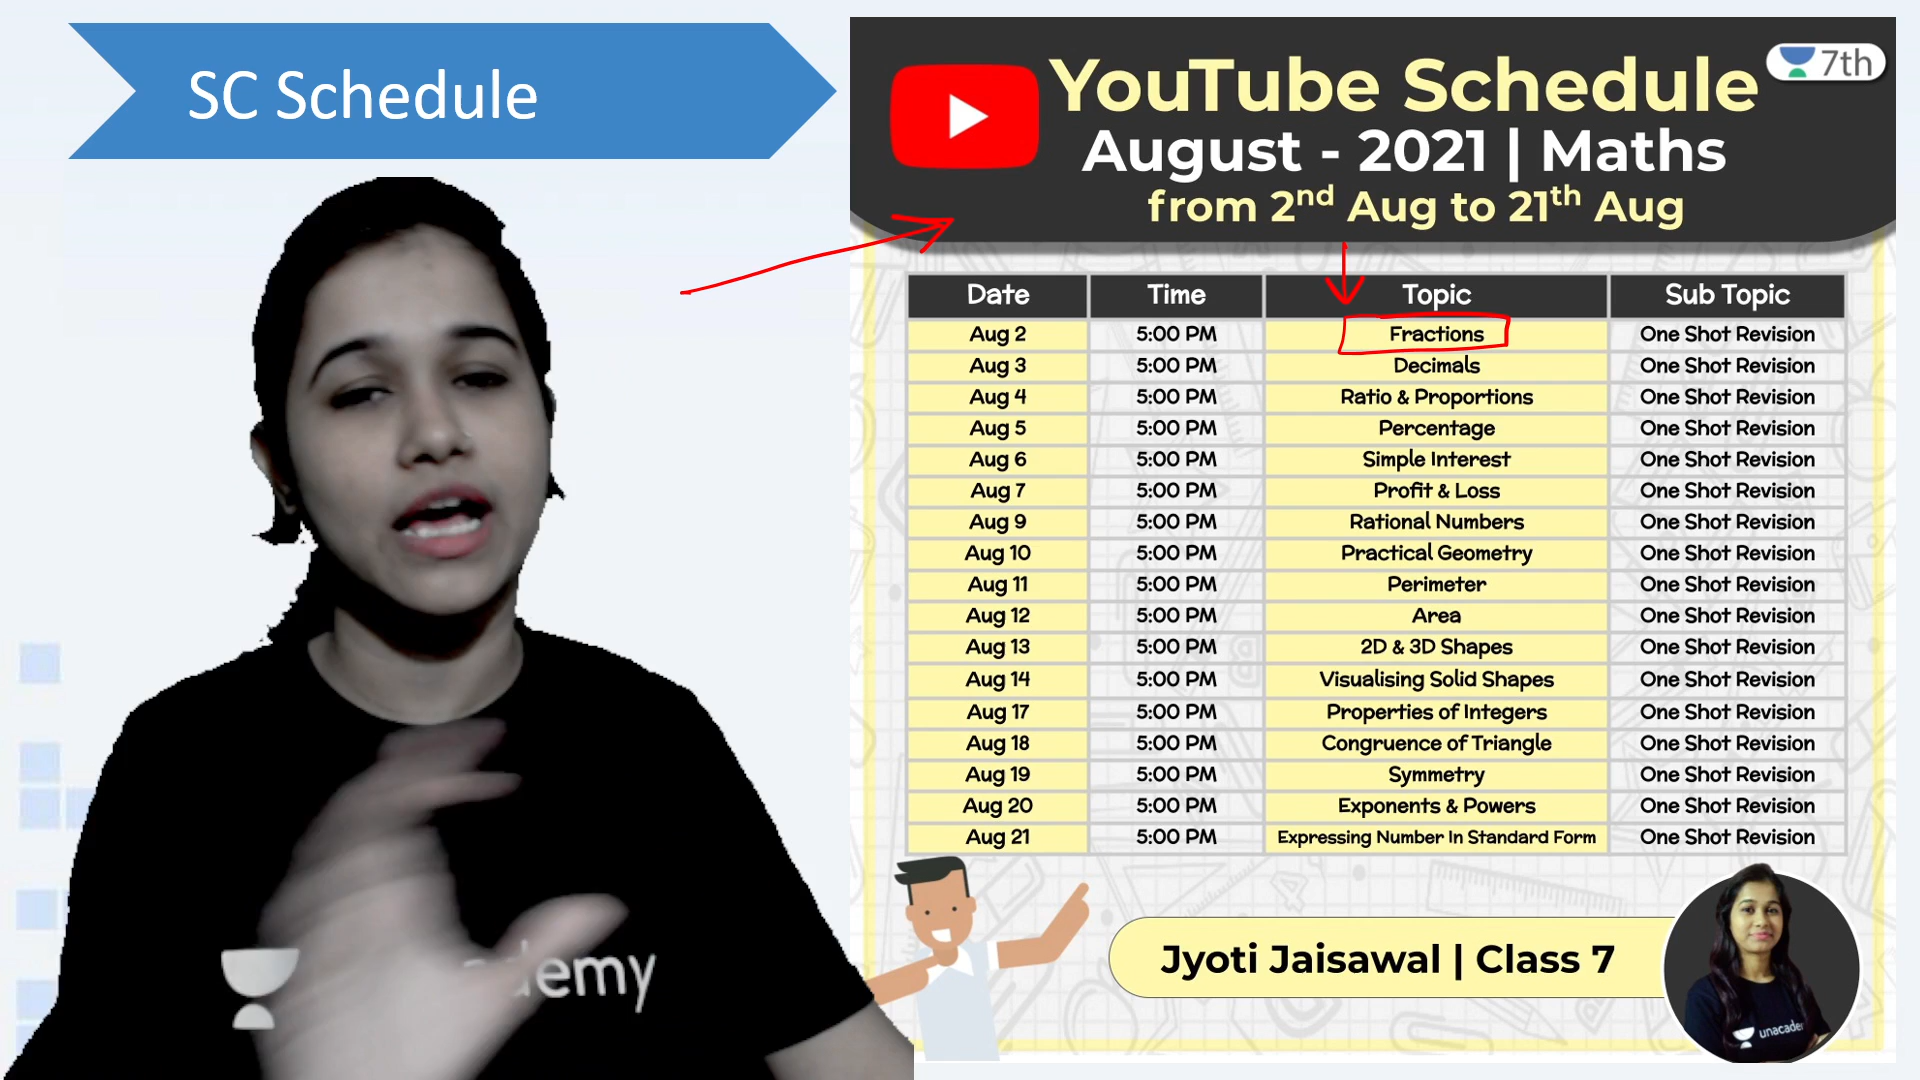 SC Schedule
YouTube Schedule
7th
August - 2021 | Maths
from 2nd Aug to 21th Aug
Date Time Topic Sub Topic
Aug 2 5:00 PM Fractions One Shot Revision
Aug 3 5:00 PM Decimals One Shot Revision
Aug 4 5:00 PM Ratio & Proportions One Shot Revision
Aug 5 5:00 PM Percentage One Shot Revision
Aug 6 5:00 PM Simple Interest One Shot Revision
Aug 7 5:00 PM Profit & Loss One Shot Revision
Aug 9 5:00 PM Rational Numbers One Shot Revision
Aug 10 5:00 PM Practical Geometry One Shot Revision
Aug 11 5:00 PM Perimeter One Shot Revision
Aug 12 5:00 PM Area One Shot Revision
Aug 13 5:00 PM 2D & 3D Shapes One Shot Revision
Aug 14 5:00 PM Visualising Solid Shapes One Shot Revision
Aug 17 5:00 PM Properties of Integers One Shot Revision
Aug 18 5:00 PM Congruence of Triangle One Shot Revision
Aug 19 5:00 PM Symmetry One Shot Revision
Aug 20 5:00 PM Exponents & Powers One Shot Revision
Aug 21 5:00 PM Expressing Number In Standard Form One Shot Revision
Jyoti Jaisawal | Class 7